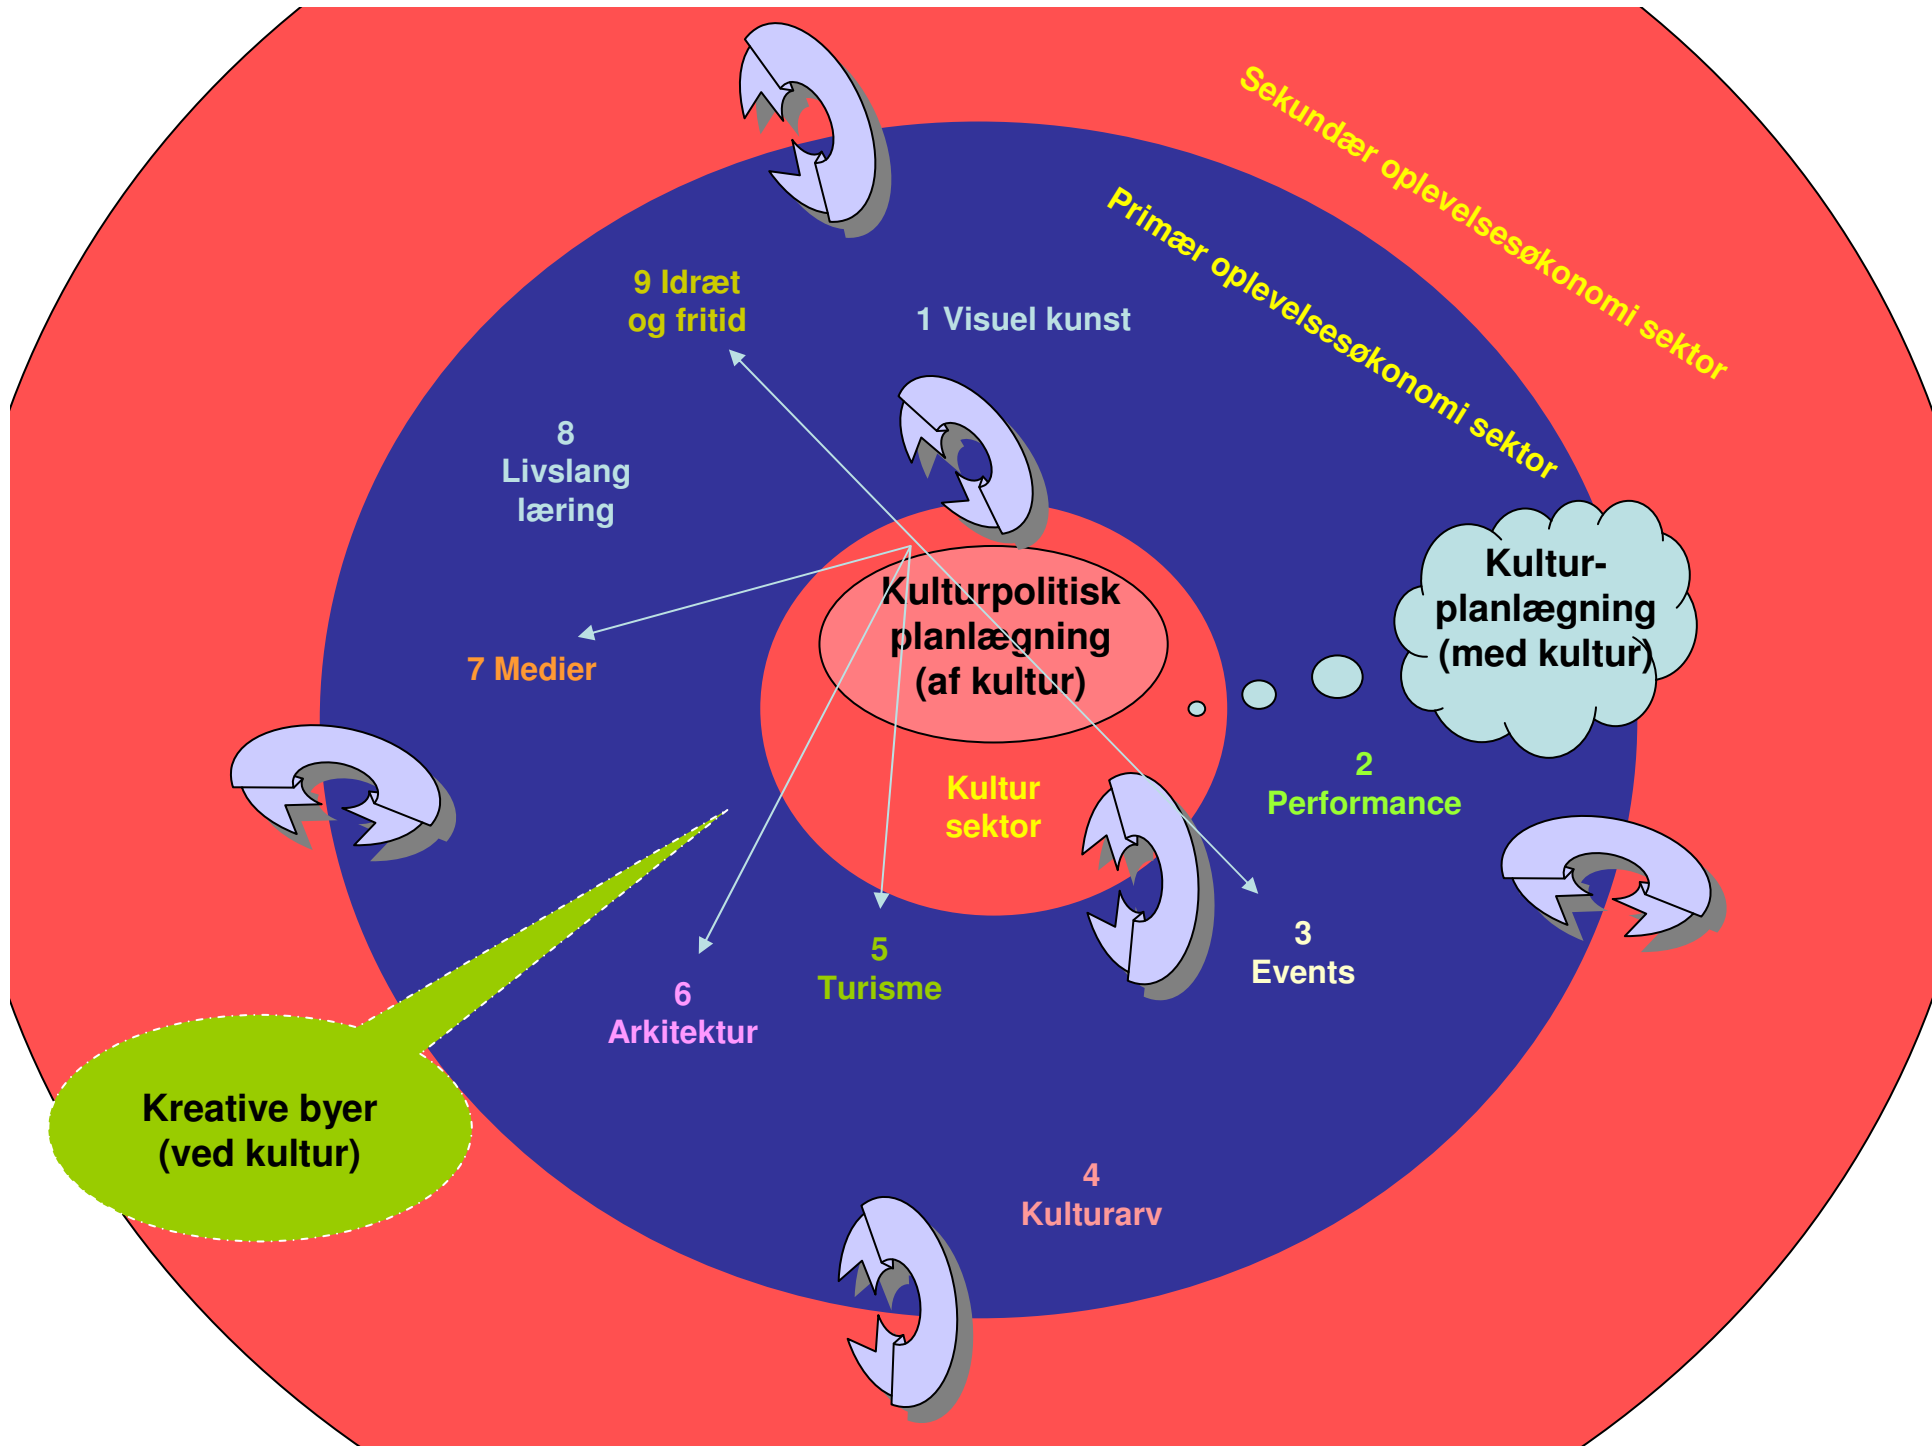 Sekundær oplevelsesøkonomi sektor
Primær oplevelsesøkonomi sektor
9 Idræt
og fritid
1 Visuel kunst
8
Livslang
læring
Kulturpolitisk
planlægning
(af kultur)
Kultur-
planlægning
(med kultur)
7 Medier
2
Performance
Kultur
sektor
3
Events
5
Turisme
6
Arkitektur
Kreative byer
(ved kultur)
4
Kulturarv